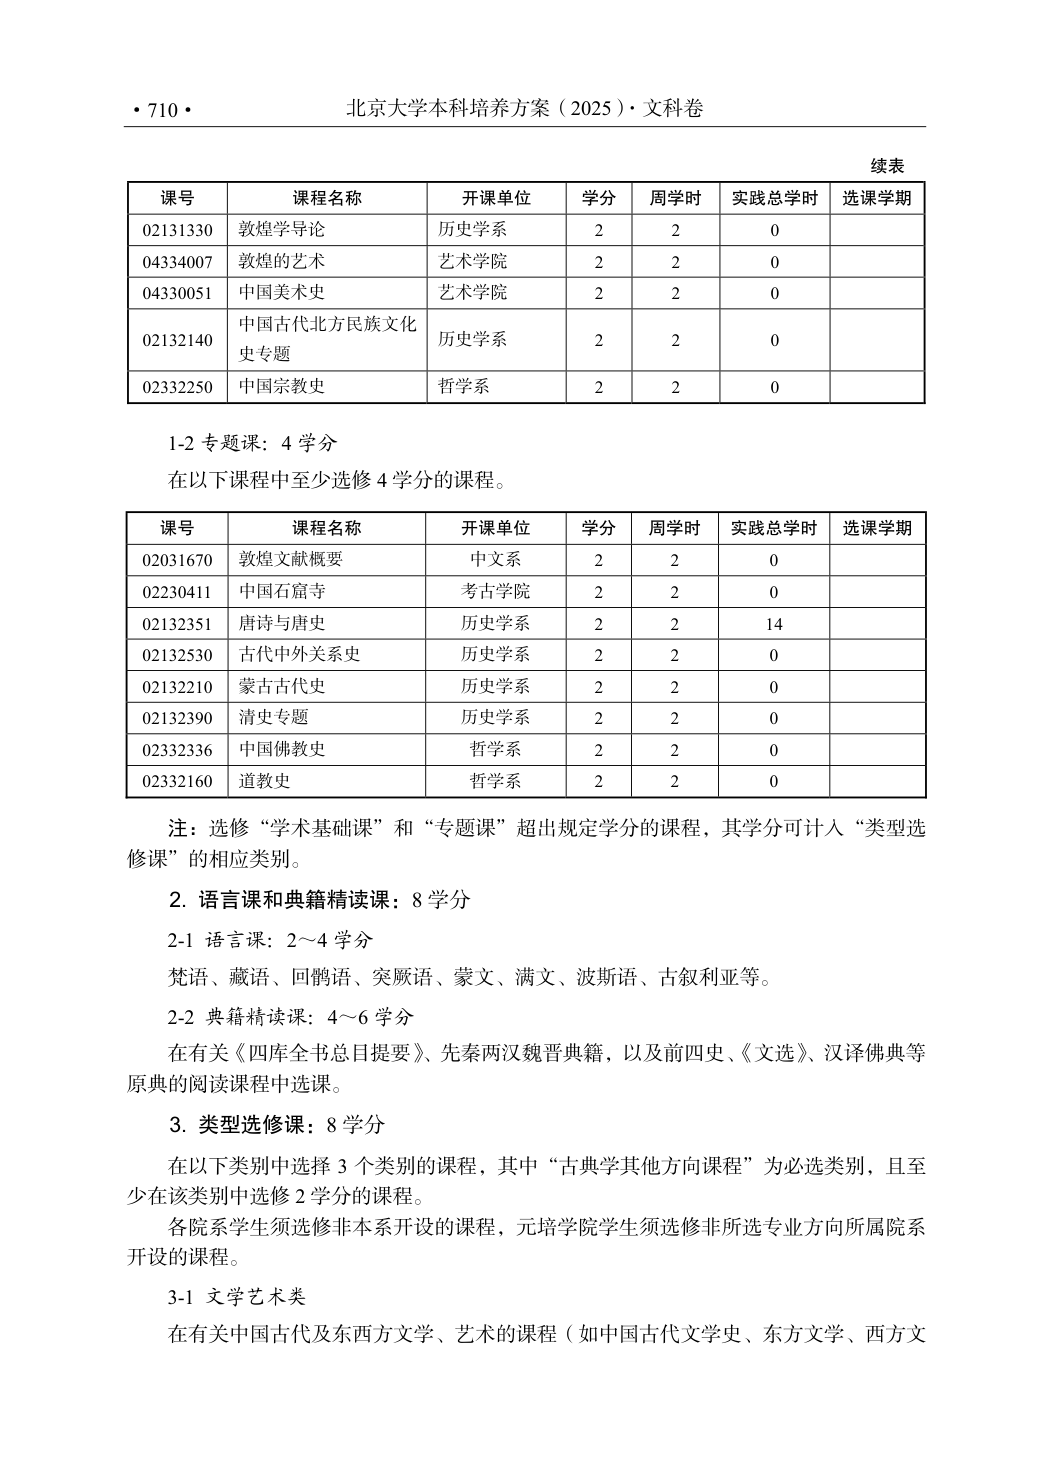 ·710·
北京大学本科培养方案（2025）·文科卷
续表
课号 课程名称 开课单位 学分 周学时 实践总学时 选课学期
02131330 敦煌学导论 历史学系 2 2 0
04334007 敦煌的艺术 艺术学院 2 2 0
04330051 中国美术史 艺术学院 2 2 0
02132140 中国古代北方民族文化
史专题 历史学系 2 2 0
02332250 中国宗教史 哲学系 2 2 0
1-2 专题课：4 学分
在以下课程中至少选修 4 学分的课程。
课号 课程名称 开课单位 学分 周学时 实践总学时 选课学期
02031670 敦煌文献概要 中文系 2 2 0
02230411 中国石窟寺 考古学院 2 2 0
02132351 唐诗与唐史 历史学系 2 2 14
02132530 古代中外关系史 历史学系 2 2 0
02132210 蒙古古代史 历史学系 2 2 0
02132390 清史专题 历史学系 2 2 0
02332336 中国佛教史 哲学系 2 2 0
02332160 道教史 哲学系 2 2 0
注：选修“学术基础课”和“专题课”超出规定学分的课程，其学分可计入“类型选
修课”的相应类别。
2. 语言课和典籍精读课：8 学分
2-1 语言课：2～4 学分
梵语、藏语、回鹘语、突厥语、蒙文、满文、波斯语、古叙利亚等。
2-2 典籍精读课：4～6 学分
在有关《四库全书总目提要》、先秦两汉魏晋典籍，以及前四史、《文选》、汉译佛典等
原典的阅读课程中选课。
3. 类型选修课：8 学分
在以下类别中选择 3 个类别的课程，其中“古典学其他方向课程”为必选类别，且至
少在该类别中选修 2 学分的课程。
各院系学生须选修非本系开设的课程，元培学院学生须选修非所选专业方向所属院系
开设的课程。
3-1 文学艺术类
在有关中国古代及东西方文学、艺术的课程（如中国古代文学史、东方文学、西方文